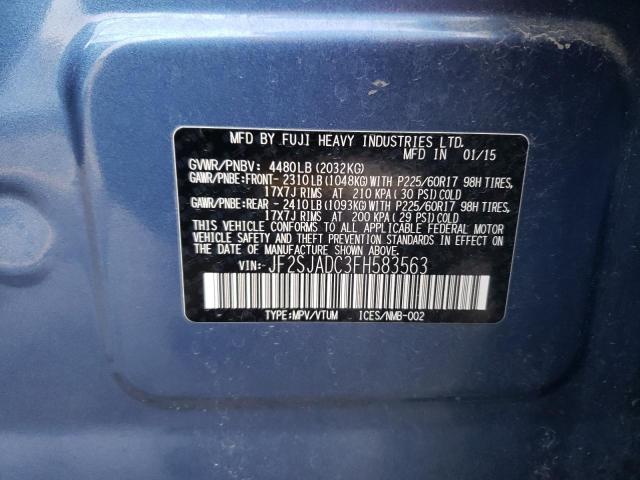 MFD BY FUJI HEAVY INDUSTRIES LTD.
MFD IN 01/15
GVWR/PNBV: 4480LB (2032KG)
GAWR/PNBE:FRONT- 2310LB (1048KG) WITH P225/60R17 98H TIRES,
17X7J RIMS AT 210 KPA (30 PSI) COLD
GAWR/PNBE:REAR - 2410LB (1093KG) WITH P225/60R17 98H TIRES,
17X7J RIMS AT 200 KPA (29 PSI) COLD
THIS VEHICLE CONFORMS TO ALL APPLICABLE FEDERAL MOTOR
VEHICLE SAFETY AND THEFT PREVENTION STANDARDS IN EFFECT
ON THE DATE OF MANUFACTURE SHOWN ABOVE.
VIN: JF2SJADC3FH583563
TYPE:MPV/VTUM ICES/NMB-002